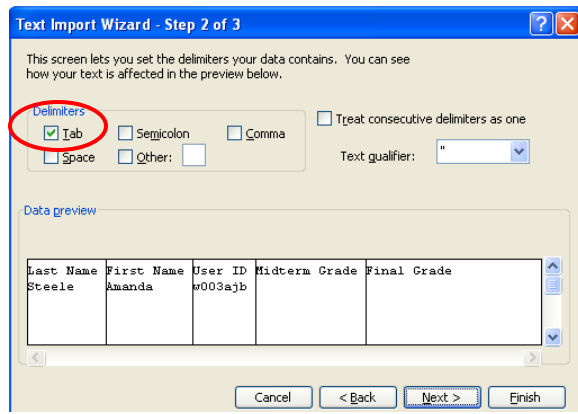 Text Import Wizard - Step 2 of 3
This screen lets you set the delimiters your data contains. You can see
how your text is affected in the preview below.
Delimiters
Tab Semicolon Comma
Space Other:
Treat consecutive delimiters as one
Text qualifier: "
Data preview
Last Name First Name User ID Midterm Grade Final Grade
Steele Amanda w003ajb
Cancel < Back Next > Finish